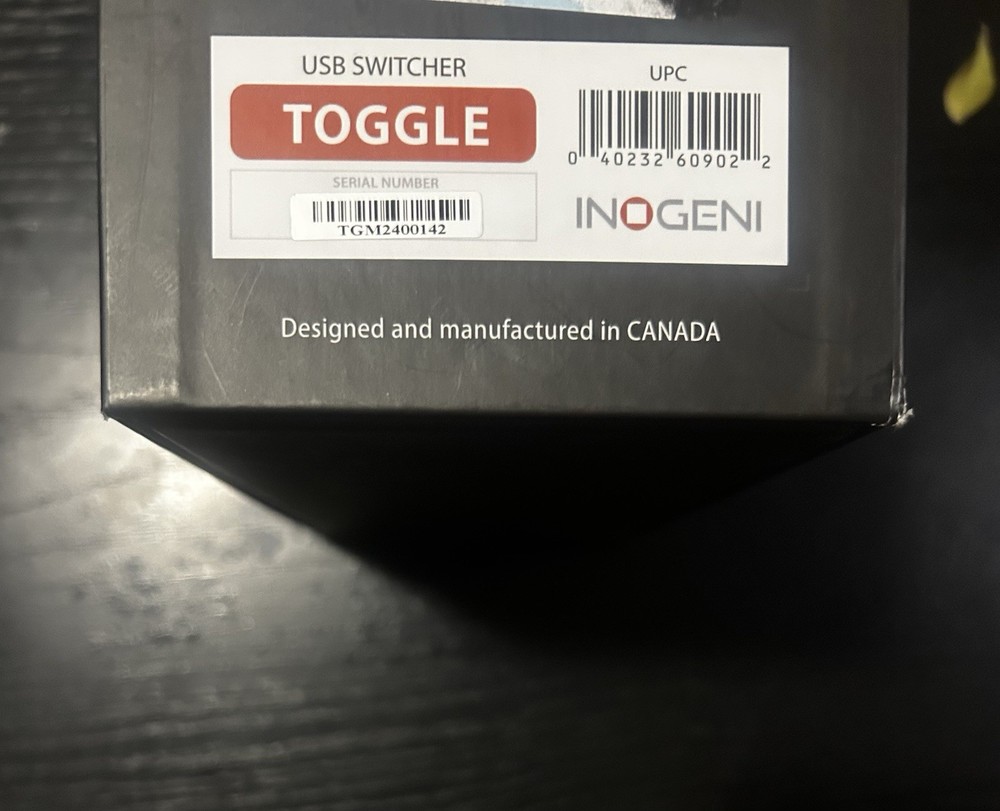 USB SWITCHER
TOGGLE
SERIAL NUMBER
TGM2400142
UPC
0 40232 60902 2
INOGENI
Designed and manufactured in CANADA